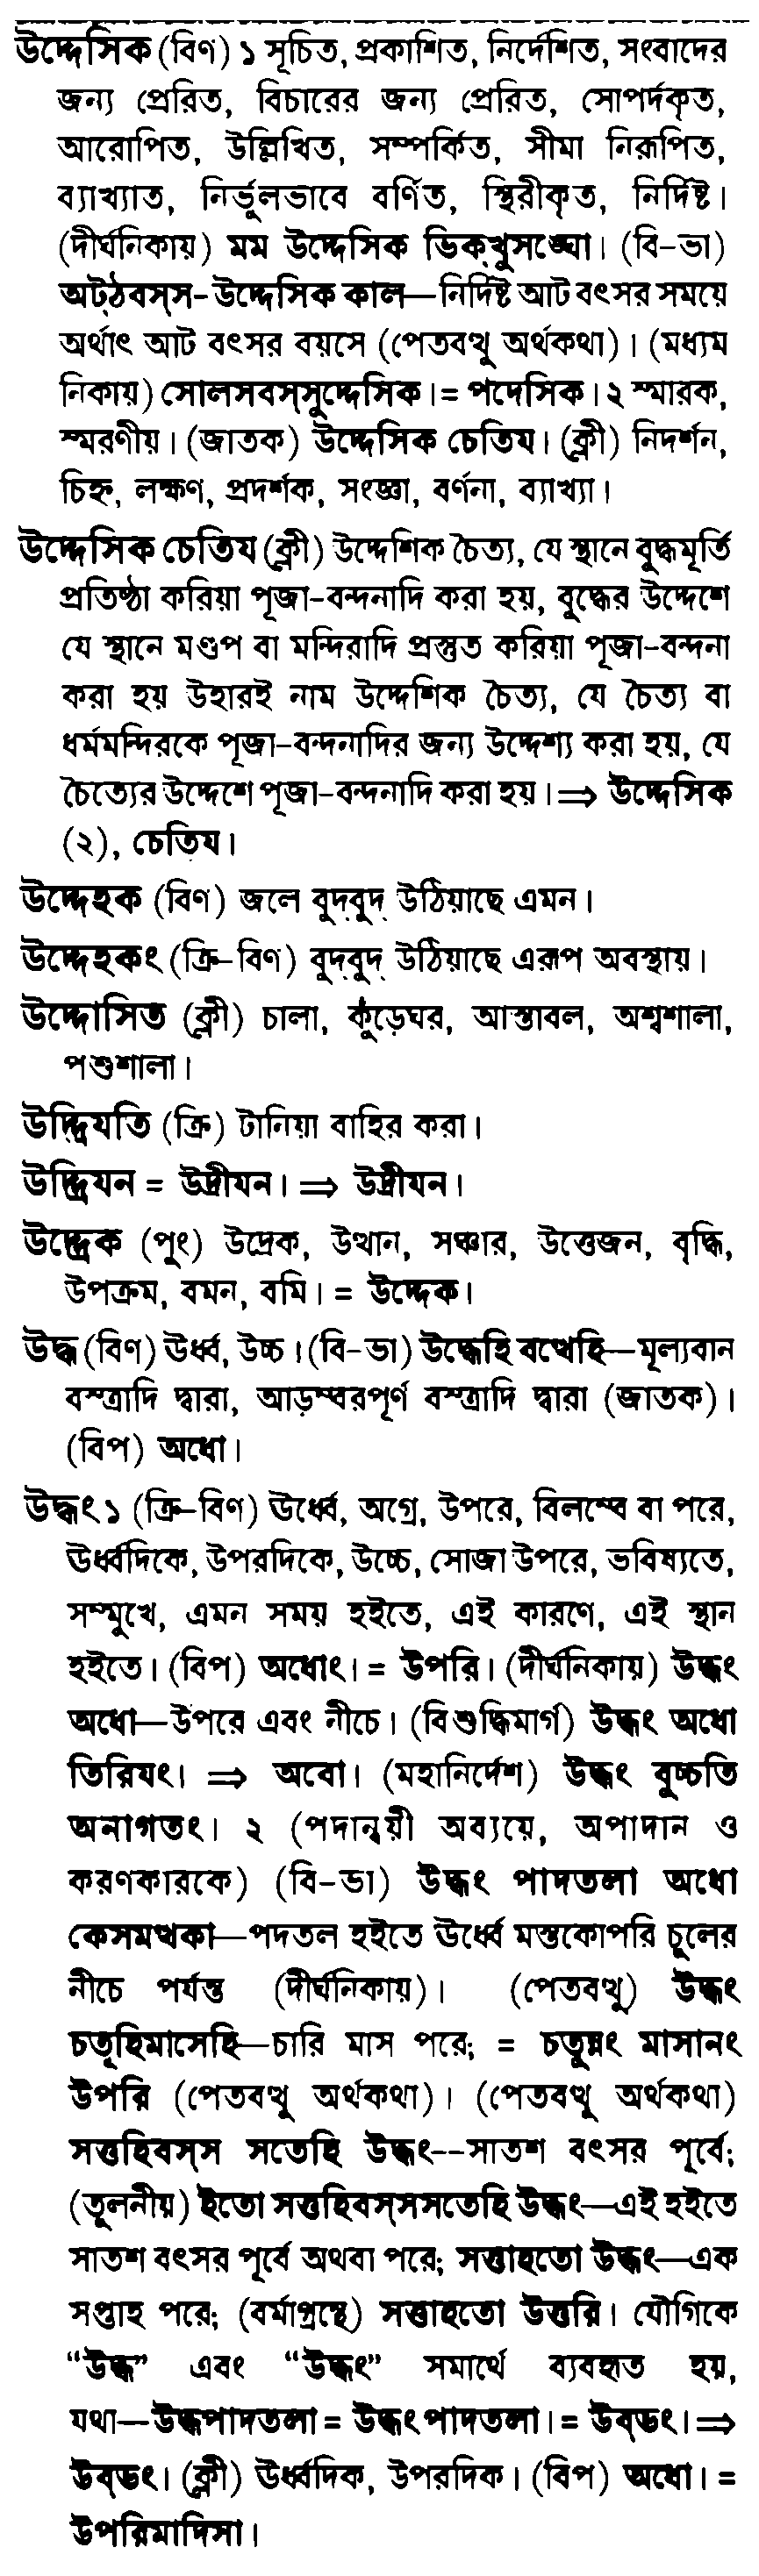 উদ্দেসিক (বিণ) ১ সূচিত, প্রকাশিত, নির্দেশিত, সংবাদের
জন্য প্রেরিত, বিচারের জন্য প্রেরিত, সোপর্দকৃত,
আরোপিত, উল্লিখিত, সম্পর্কিত, সীমা নিরূপিত,
ব্যাখ্যাত, নির্ভুলভাবে বর্ণিত, স্থিরীকৃত, নির্দিষ্ট।
(দীর্ঘনিকায়) মম উদ্দেসিক ভিক্‌খুসঙ্ঘো। (বি-ভা)
অট্‌ঠবস্‌স-উদ্দেসিক কাল—নির্দিষ্ট আট বৎসর সময়ে
অর্থাৎ আট বৎসর বয়সে (পেতবত্থু অর্থকথা)। (মধ্যম
নিকায়) সোলসবস্‌সুদ্দেসিক।= পদেসিক।২ স্মারক,
স্মরণীয়। (জাতক) উদ্দেসিক চেতিয। (ক্লী) নিদর্শন,
চিহ্ন, লক্ষণ, প্রদর্শক, সংজ্ঞা, বর্ণনা, ব্যাখ্যা।
উদ্দেসিক চেতিয (ক্লী) উদ্দেশিক চৈত্য, যে স্থানে বুদ্ধমূর্তি
প্রতিষ্ঠা করিয়া পূজা-বন্দনাদি করা হয়, বুদ্ধের উদ্দেশে
যে স্থানে মণ্ডপ বা মন্দিরাদি প্রস্তুত করিয়া পূজা-বন্দনা
করা হয় উহারই নাম উদ্দেশিক চৈত্য, যে চৈত্য বা
ধর্মমন্দিরকে পূজা-বন্দনাদির জন্য উদ্দেশ্য করা হয়, যে
চৈত্যের উদ্দেশে পূজা-বন্দনাদি করা হয়।⇒ উদ্দেসিক
(২), চেতিয।
উদ্দেহক (বিণ) জলে বুদ্‌বুদ্ উঠিয়াছে এমন।
উদ্দেহকং (ক্রি-বিণ) বুদ্‌বুদ্ উঠিয়াছে এরূপ অবস্থায়।
উদ্দোসিত (ক্লী) চালা, কুঁড়েঘর, আস্তাবল, অশ্বশালা,
পশুশালা।
উদ্দ্রিযতি (ক্রি) টানিয়া বাহির করা।
উদ্দ্রিযন = উদ্রীযন। ⇒ উদ্রীযন।
উদ্দ্রেক (পুং) উদ্রেক, উত্থান, সঞ্চার, উত্তেজন, বৃদ্ধি,
উপক্রম, বমন, বমি। = উদ্দেক।
উদ্ধ (বিণ) ঊর্ধ্ব, উচ্চ। (বি-ভা) উদ্ধেহি বত্থেহি—মূল্যবান
বস্ত্রাদি দ্বারা, আড়ম্বরপূর্ণ বস্ত্রাদি দ্বারা (জাতক)।
(বিপ) অধো।
উদ্ধং ১ (ক্রি-বিণ) ঊর্ধ্বে, অগ্রে, উপরে, বিলম্বে বা পরে,
ঊর্ধ্বদিকে, উপরদিকে, উচ্চে, সোজা উপরে, ভবিষ্যতে,
সম্মুখে, এমন সময় হইতে, এই কারণে, এই স্থান
হইতে। (বিপ) অধোং। = উপরি। (দীর্ঘনিকায়) উদ্ধং
অধো—উপরে এবং নীচে। (বিশুদ্ধিমার্গ) উদ্ধং অধো
তিরিযং। ⇒ অবো। (মহানির্দেশ) উদ্ধং বুচ্চতি
অনাগতং। ২ (পদান্বয়ী অব্যয়ে, অপাদান ও
করণকারকে) (বি-ভা) উদ্ধং পাদতলা অধো
কেসমত্থকা—পদতল হইতে ঊর্ধ্বে মস্তকোপরি চুলের
নীচে পর্যন্ত (দীর্ঘনিকায়)। (পেতবত্থু) উদ্ধং
চতূহিমাসেহি—চারি মাস পরে; = চতুন্নং মাসানং
উপরি (পেতবত্থু অর্থকথা)। (পেতবত্থু অর্থকথা)
সত্তহিবস্‌স সতেহি উদ্ধং--সাতশ বৎসর পূর্বে;
(তুলনীয়) ইতো সত্তহিবস্‌সসতেহি উদ্ধং—এই হইতে
সাতশ বৎসর পূর্বে অথবা পরে; সত্তাহতো উদ্ধং—এক
সপ্তাহ পরে; (বর্মাগ্রন্থে) সত্তাহতো উত্তরি। যৌগিকে
“উদ্ধ” এবং “উদ্ধং” সমার্থে ব্যবহৃত হয়,
যথা—উদ্ধপাদতলা = উদ্ধং পাদতলা। = উব্‌ভং।⇒
উব্‌ভং। (ক্লী) ঊর্ধ্বদিক, উপরদিক। (বিপ) অধো। =
উপরিমাদিসা।